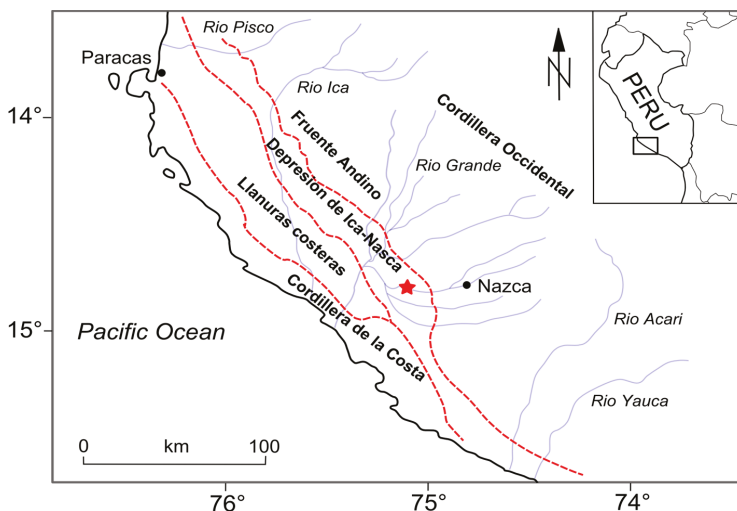 Rio Pisco
Paracas
Rio Ica
N
PERU
14°
Fruente Andino
Cordillera Occidental
Rio Grande
Depresión de Ica-Nasca
Llanuras costeras
Nazca
Cordillera de la Costa
15°
Pacific Ocean
Rio Acari
Rio Yauca
0 km 100
76° 75° 74°